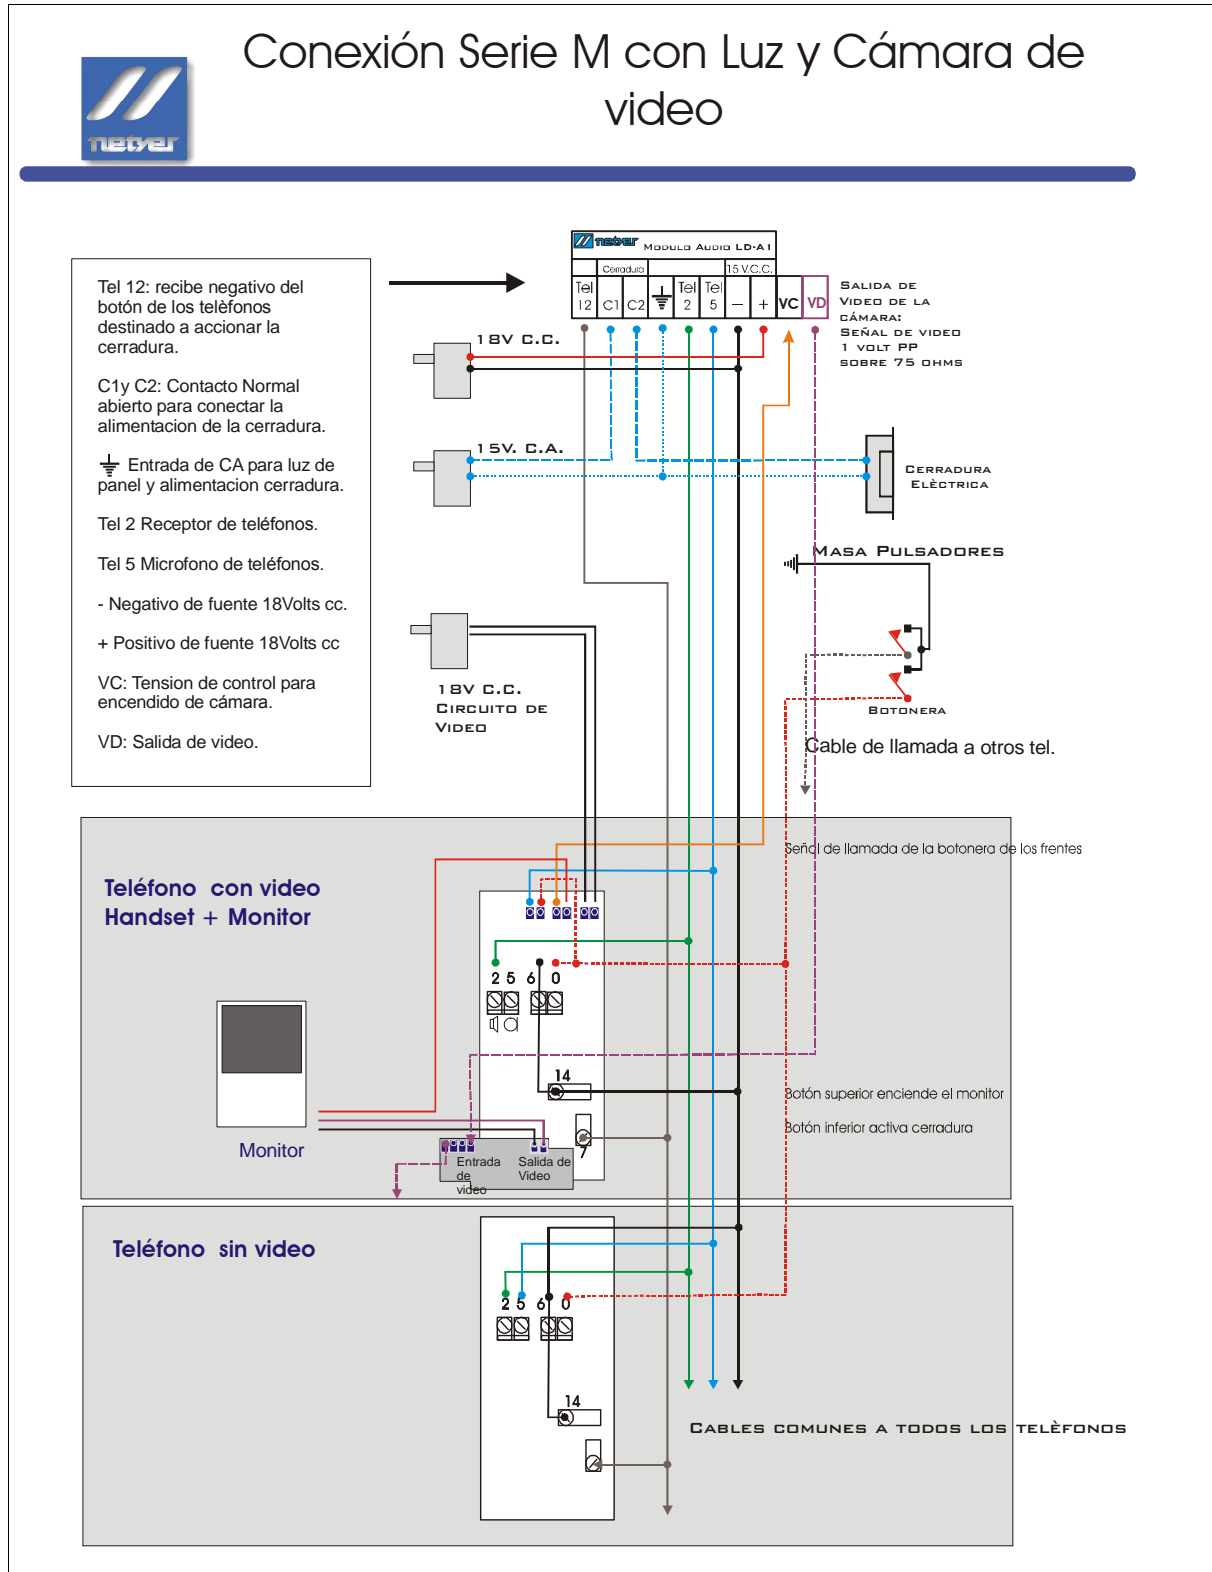 Conexión Serie M con Luz y Cámara de
video
netyer
Tel 12: recibe negativo del
botón de los telèfonos
destinado a accionar la
cerradura.
C1y C2: Contacto Normal
abierto para conectar la
alimentacion de la cerradura.
Entrada de CA para luz de
panel y alimentacion cerradura.
Tel 2 Receptor de teléfonos.
Tel 5 Microfono de teléfonos.
- Negativo de fuente 18Volts cc.
+ Positivo de fuente 18Volts cc
VC: Tension de control para
encendido de cámara.
VD: Salida de video.
netyer Modulo Audio LD-A1
Cerradura 15 V.C.C.
Tel 12 C1 C2 Tel 2 Tel 5 — + VC VD
Salida de
Video de la
cámara:
Señal de video
1 volt PP
sobre 75 ohms
18V C.C.
15V. C.A.
Cerradura
Elèctrica
Masa Pulsadores
18V C.C.
Circuito de
Video
Botonera
Cable de llamada a otros tel.
Señal de llamada de la botonera de los frentes
Teléfono con video
Handset + Monitor
2 5 6 0
14
Botón superior enciende el monitor
Botón inferior activa cerradura
7
Monitor
Entrada
de
video
Salida de
Video
Teléfono sin video
2 5 6 0
14
Cables comunes a todos los telèfonos